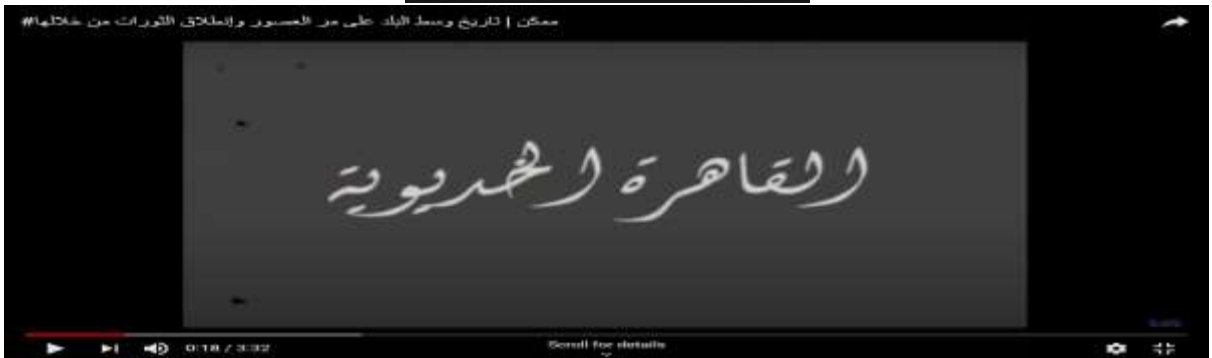 #ممكن | تاريخ وسط البلد على مر العصور وإنطلاق الثورات من خلالها
القاهرة الخديوية
0:18 / 3:32
Scroll for details